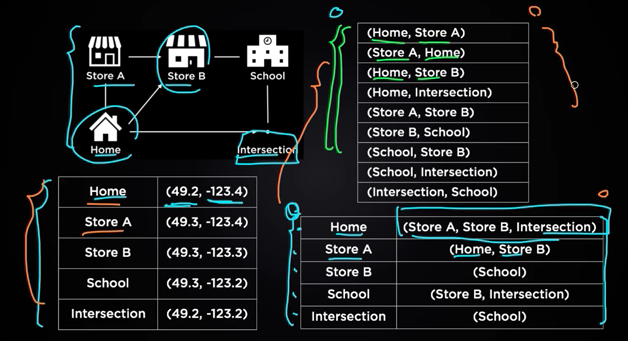 Store A
Store B
School
Home
Intersection
(Home, Store A)
(Store A, Home)
(Home, Store B)
(Home, Intersection)
(Store A, Store B)
(Store B, School)
(School, Store B)
(School, Intersection)
(Intersection, School)
Home (49.2, -123.4)
Store A (49.3, -123.4)
Store B (49.3, -123.3)
School (49.3, -123.2)
Intersection (49.2, -123.2)
Home (Store A, Store B, Intersection)
Store A (Home, Store B)
Store B (School)
School (Store B, Intersection)
Intersection (School)